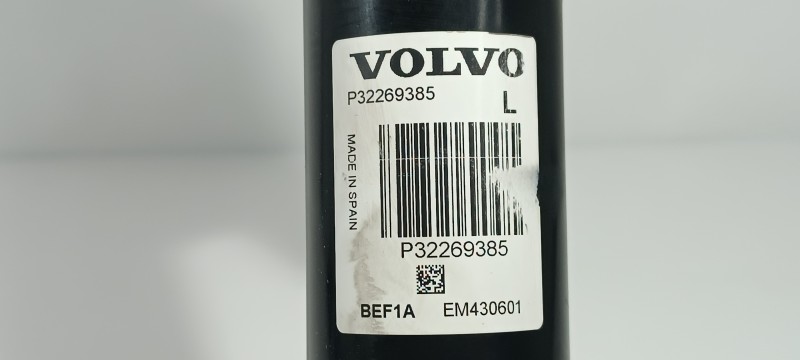 VOLVO
P32269385
L
MADE IN SPAIN
P32269385
BEF1A EM430601